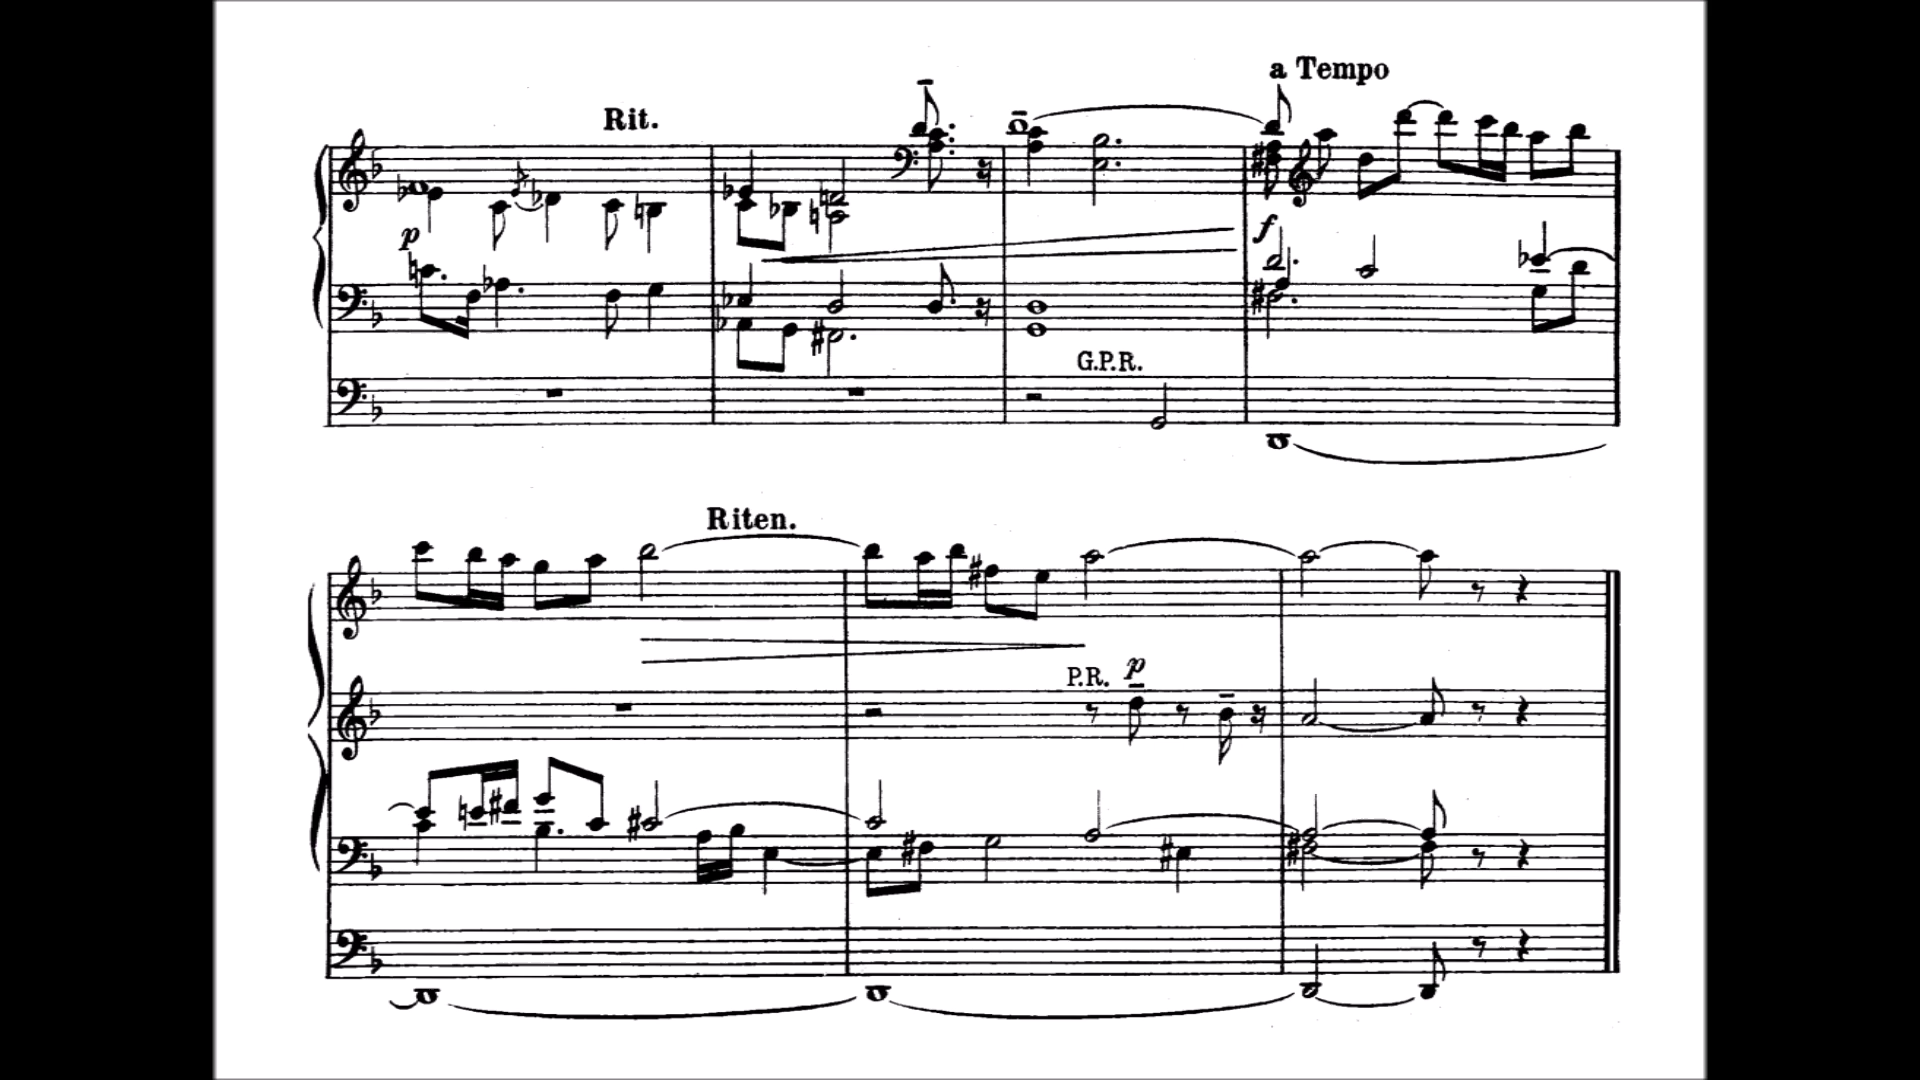 a Tempo
Rit.
p
f
G.P.R.
Riten.
P.R. p